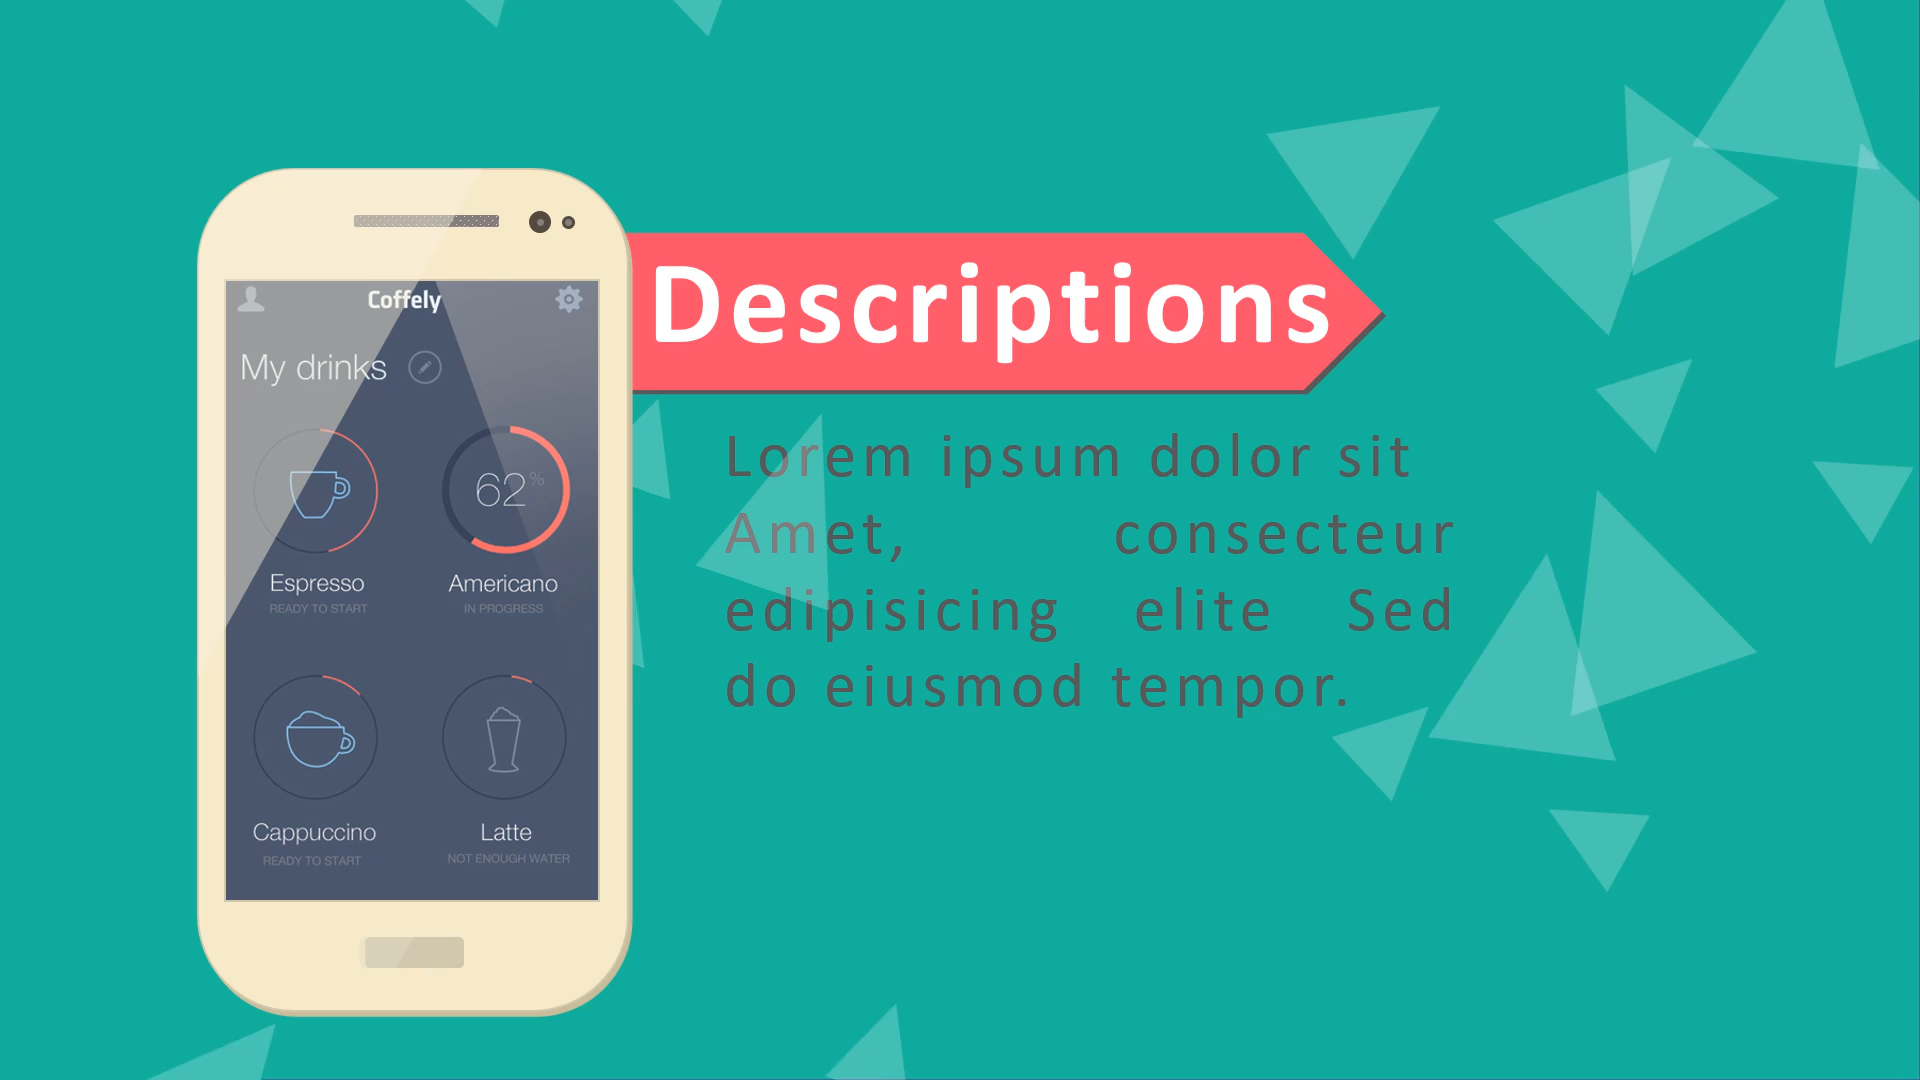 Coffely
My drinks
62%
Espresso
READY TO START
Americano
IN PROGRESS
Cappuccino
READY TO START
Latte
NOT ENOUGH WATER
Descriptions
Lorem ipsum dolor sit
Amet, consecteur
edipisicing elite Sed
do eiusmod tempor.